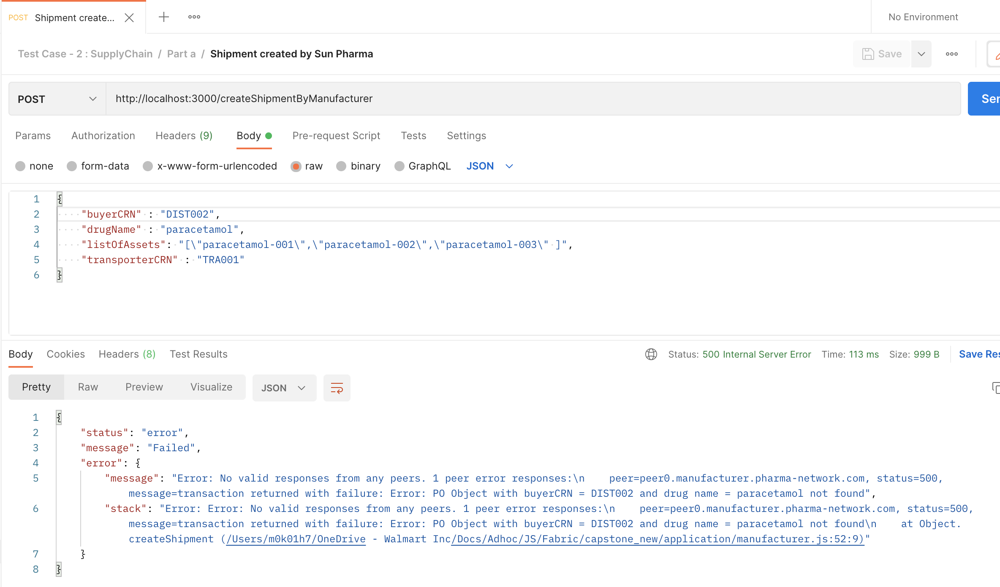 POST Shipment create... No Environment
Test Case - 2 : SupplyChain / Part a / Shipment created by Sun Pharma Save
POST http://localhost:3000/createShipmentByManufacturer
Params Authorization Headers (9) Body Pre-request Script Tests Settings
none form-data x-www-form-urlencoded raw binary GraphQL JSON
1 {
2 "buyerCRN" : "DIST002",
3 "drugName" : "paracetamol",
4 "listOfAssets": "[\"paracetamol-001\",\"paracetamol-002\",\"paracetamol-003\" ]",
5 "transporterCRN" : "TRA001"
6 }
Body Cookies Headers (8) Test Results Status: 500 Internal Server Error Time: 113 ms Size: 999 B Save
Pretty Raw Preview Visualize JSON
1 {
2 "status": "error",
3 "message": "Failed",
4 "error": {
5 "message": "Error: No valid responses from any peers. 1 peer error responses:\n    peer=peer0.manufacturer.pharma-network.com, status=500,
message=transaction returned with failure: Error: PO Object with buyerCRN = DIST002 and drug name = paracetamol not found",
6 "stack": "Error: Error: No valid responses from any peers. 1 peer error responses:\n    peer=peer0.manufacturer.pharma-network.com, status=500,
message=transaction returned with failure: Error: PO Object with buyerCRN = DIST002 and drug name = paracetamol not found\n    at Object.
createShipment (/Users/m0k01h7/OneDrive - Walmart Inc/Docs/Adhoc/JS/Fabric/capstone_new/application/manufacturer.js:52:9)"
7 }
8 }